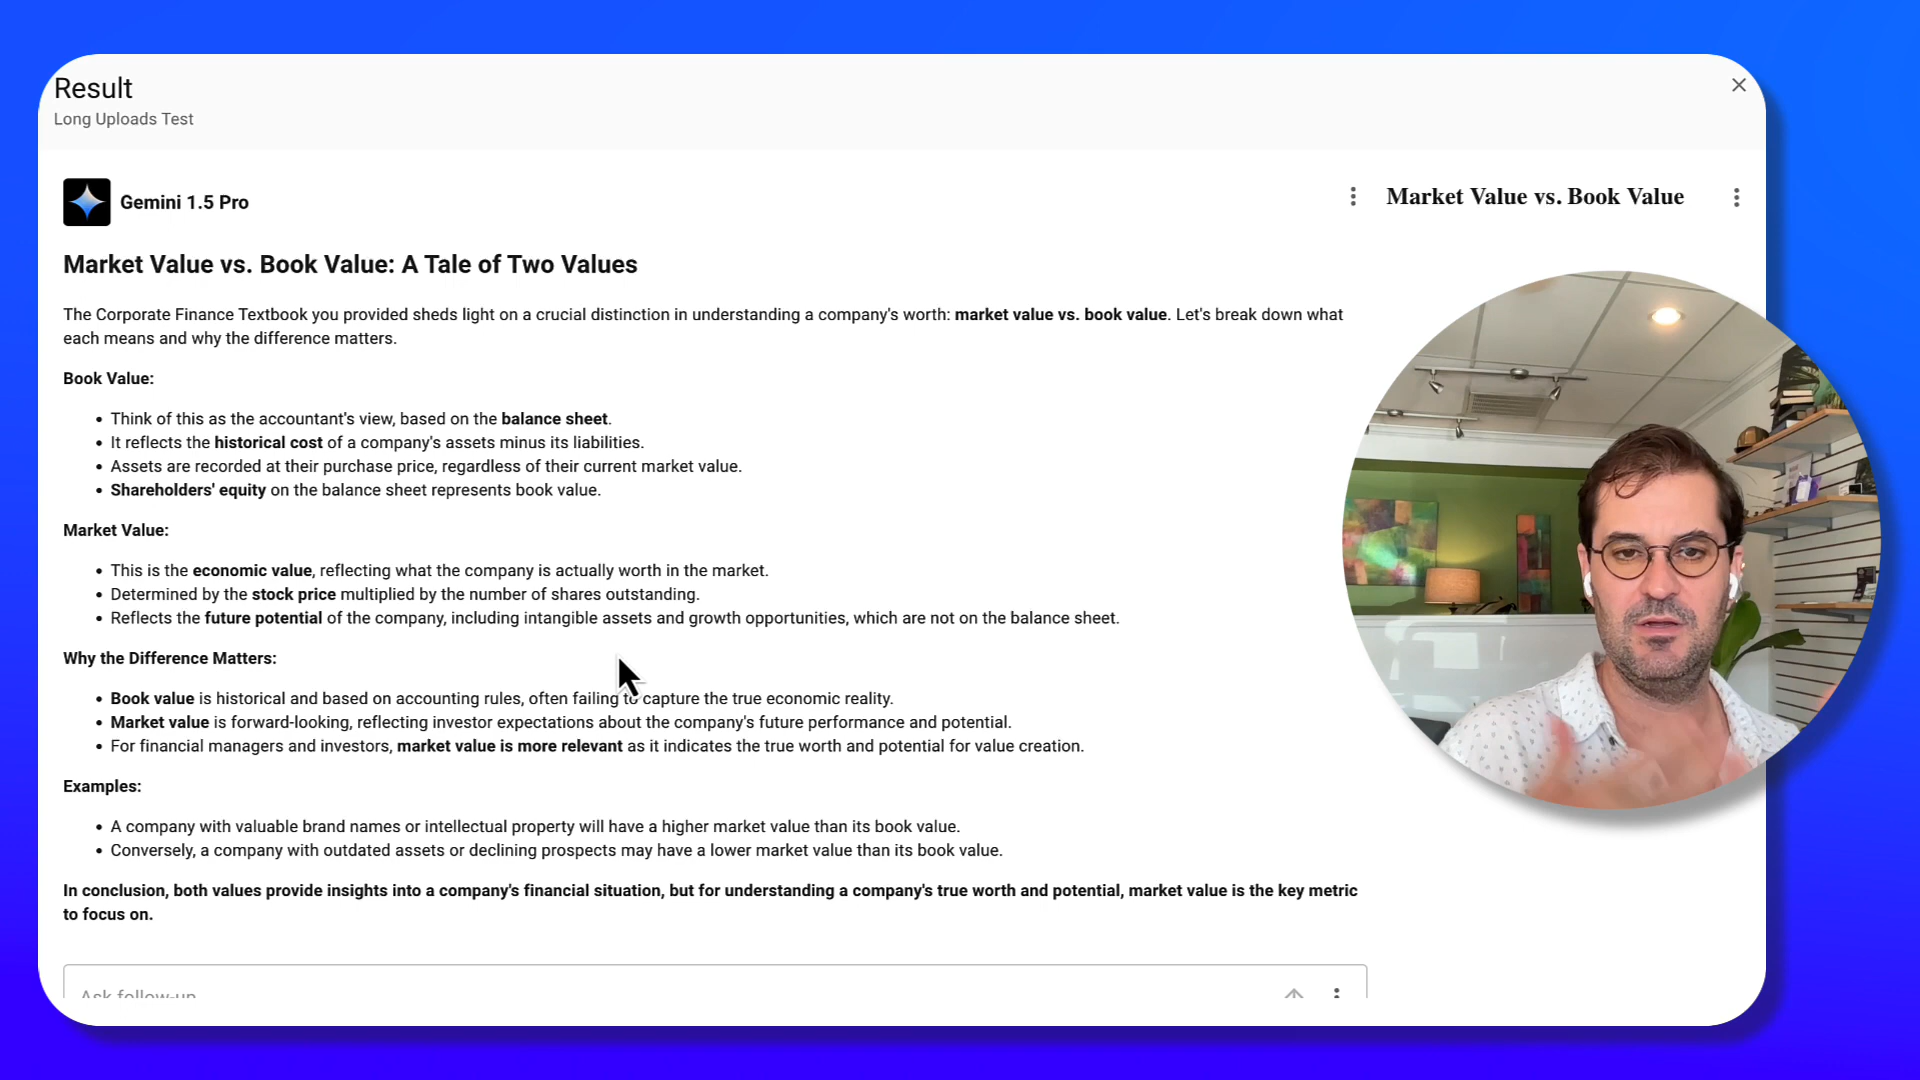 Result
Long Uploads Test
Gemini 1.5 Pro
Market Value vs. Book Value
Market Value vs. Book Value: A Tale of Two Values
The Corporate Finance Textbook you provided sheds light on a crucial distinction in understanding a company's worth: market value vs. book value. Let's break down what
each means and why the difference matters.
Book Value:
• Think of this as the accountant's view, based on the balance sheet.
• It reflects the historical cost of a company's assets minus its liabilities.
• Assets are recorded at their purchase price, regardless of their current market value.
• Shareholders' equity on the balance sheet represents book value.
Market Value:
• This is the economic value, reflecting what the company is actually worth in the market.
• Determined by the stock price multiplied by the number of shares outstanding.
• Reflects the future potential of the company, including intangible assets and growth opportunities, which are not on the balance sheet.
Why the Difference Matters:
• Book value is historical and based on accounting rules, often failing to capture the true economic reality.
• Market value is forward-looking, reflecting investor expectations about the company's future performance and potential.
• For financial managers and investors, market value is more relevant as it indicates the true worth and potential for value creation.
Examples:
• A company with valuable brand names or intellectual property will have a higher market value than its book value.
• Conversely, a company with outdated assets or declining prospects may have a lower market value than its book value.
In conclusion, both values provide insights into a company's financial situation, but for understanding a company's true worth and potential, market value is the key metric
to focus on.
Ask follow-up